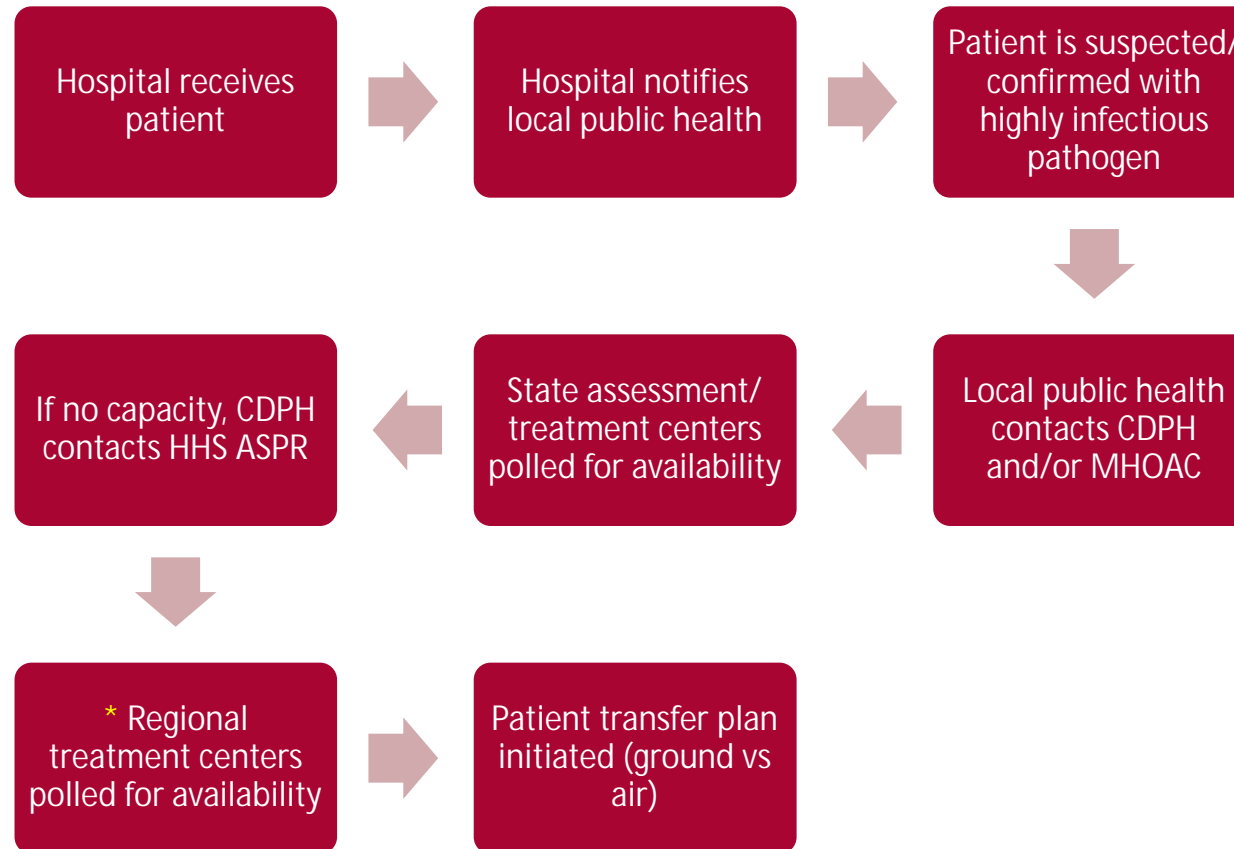 Hospital receives
patient
Hospital notifies
local public health
Patient is suspected/
confirmed with
highly infectious
pathogen
Local public health
contacts CDPH
and/or MHOAC
State assessment/
treatment centers
polled for availability
If no capacity, CDPH
contacts HHS ASPR
* Regional
treatment centers
polled for availability
Patient transfer plan
initiated (ground vs
air)